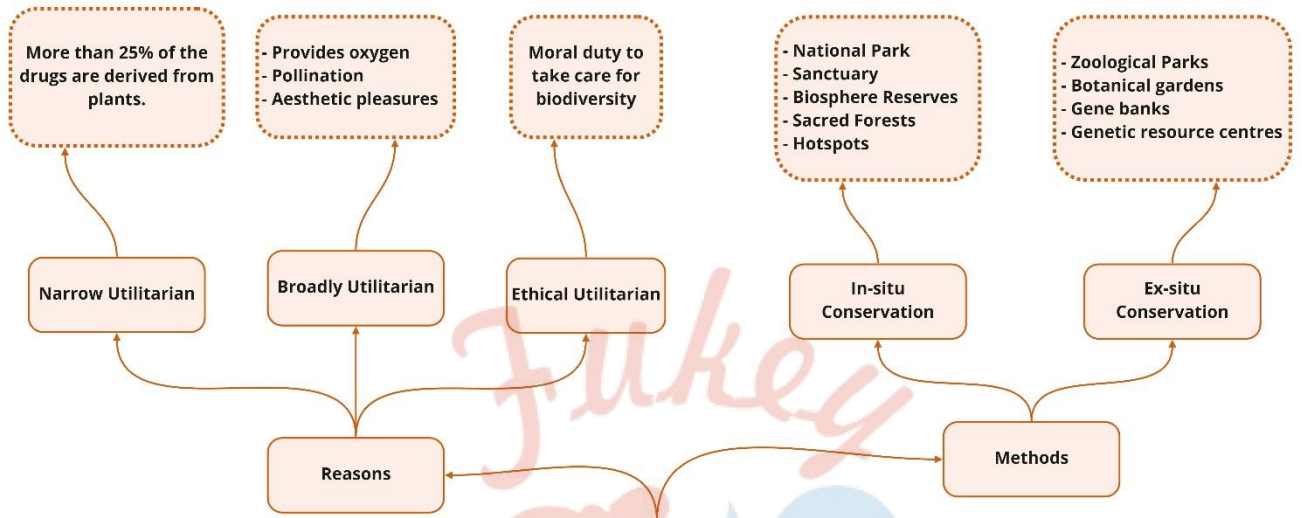 More than 25% of the
drugs are derived from
plants.
- Provides oxygen
- Pollination
- Aesthetic pleasures
Moral duty to
take care for
biodiversity
- National Park
- Sanctuary
- Biosphere Reserves
- Sacred Forests
- Hotspots
- Zoological Parks
- Botanical gardens
- Gene banks
- Genetic resource centres
Narrow Utilitarian
Broadly Utilitarian
Ethical Utilitarian
In-situ
Conservation
Ex-situ
Conservation
Fukey
Reasons
Methods